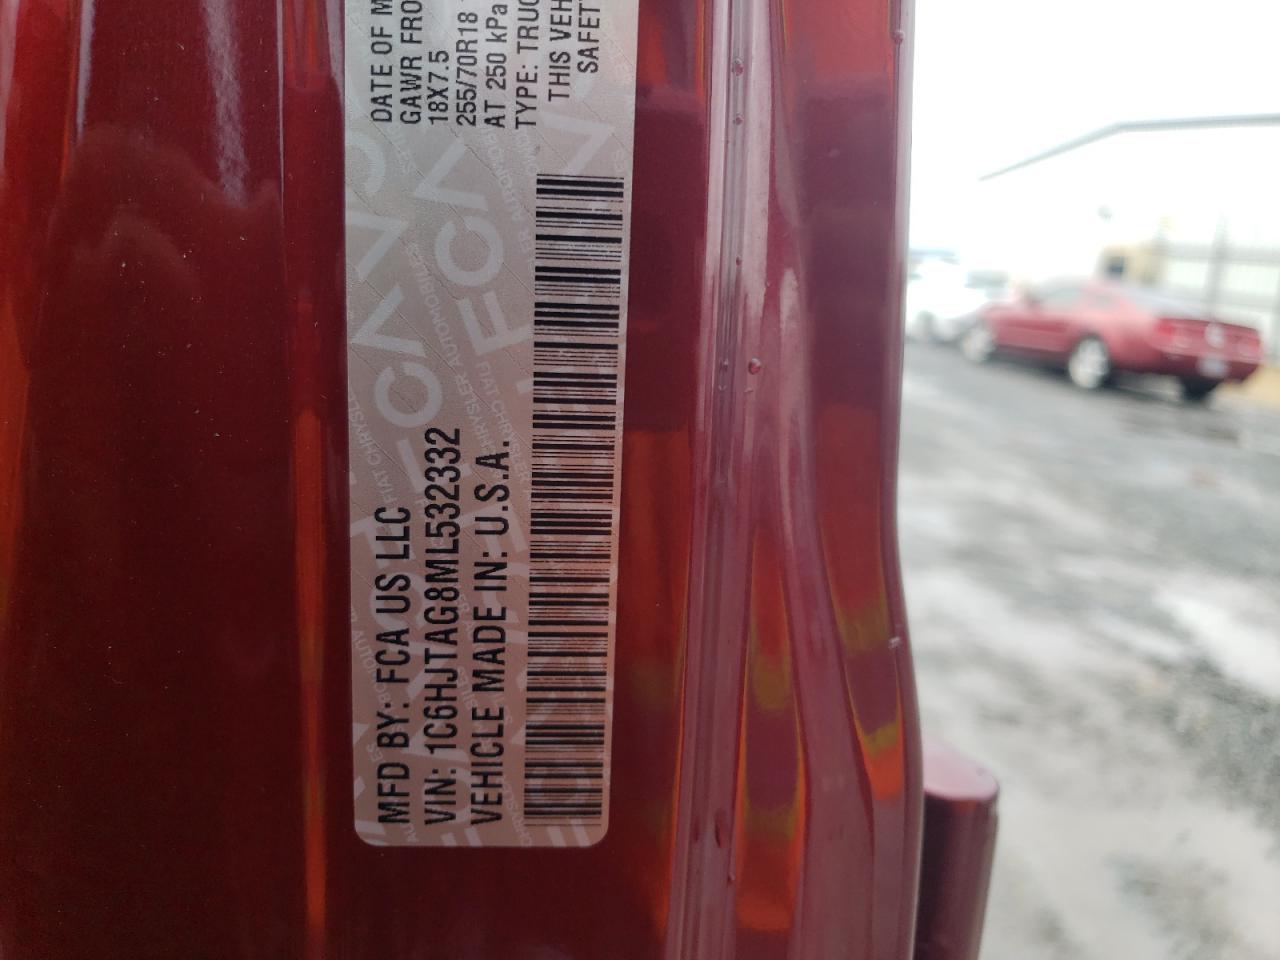 MFD BY: FCA US LLC
VIN: 1C6HJTAG8ML532332
VEHICLE MADE IN: U.S.A.
DATE OF M
GAWR FRO
18X7.5
255/70R18
AT 250 kPa
TYPE: TRUC
THIS VEH
SAFET